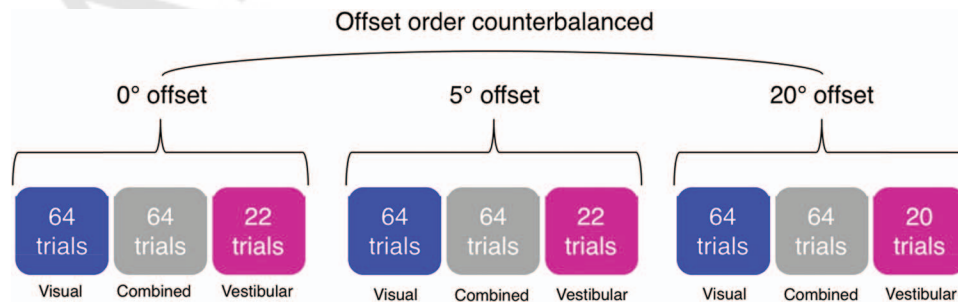 Offset order counterbalanced
0° offset
5° offset
20° offset
64 trials
64 trials
22 trials
64 trials
64 trials
22 trials
64 trials
64 trials
20 trials
Visual
Combined
Vestibular
Visual
Combined
Vestibular
Visual
Combined
Vestibular